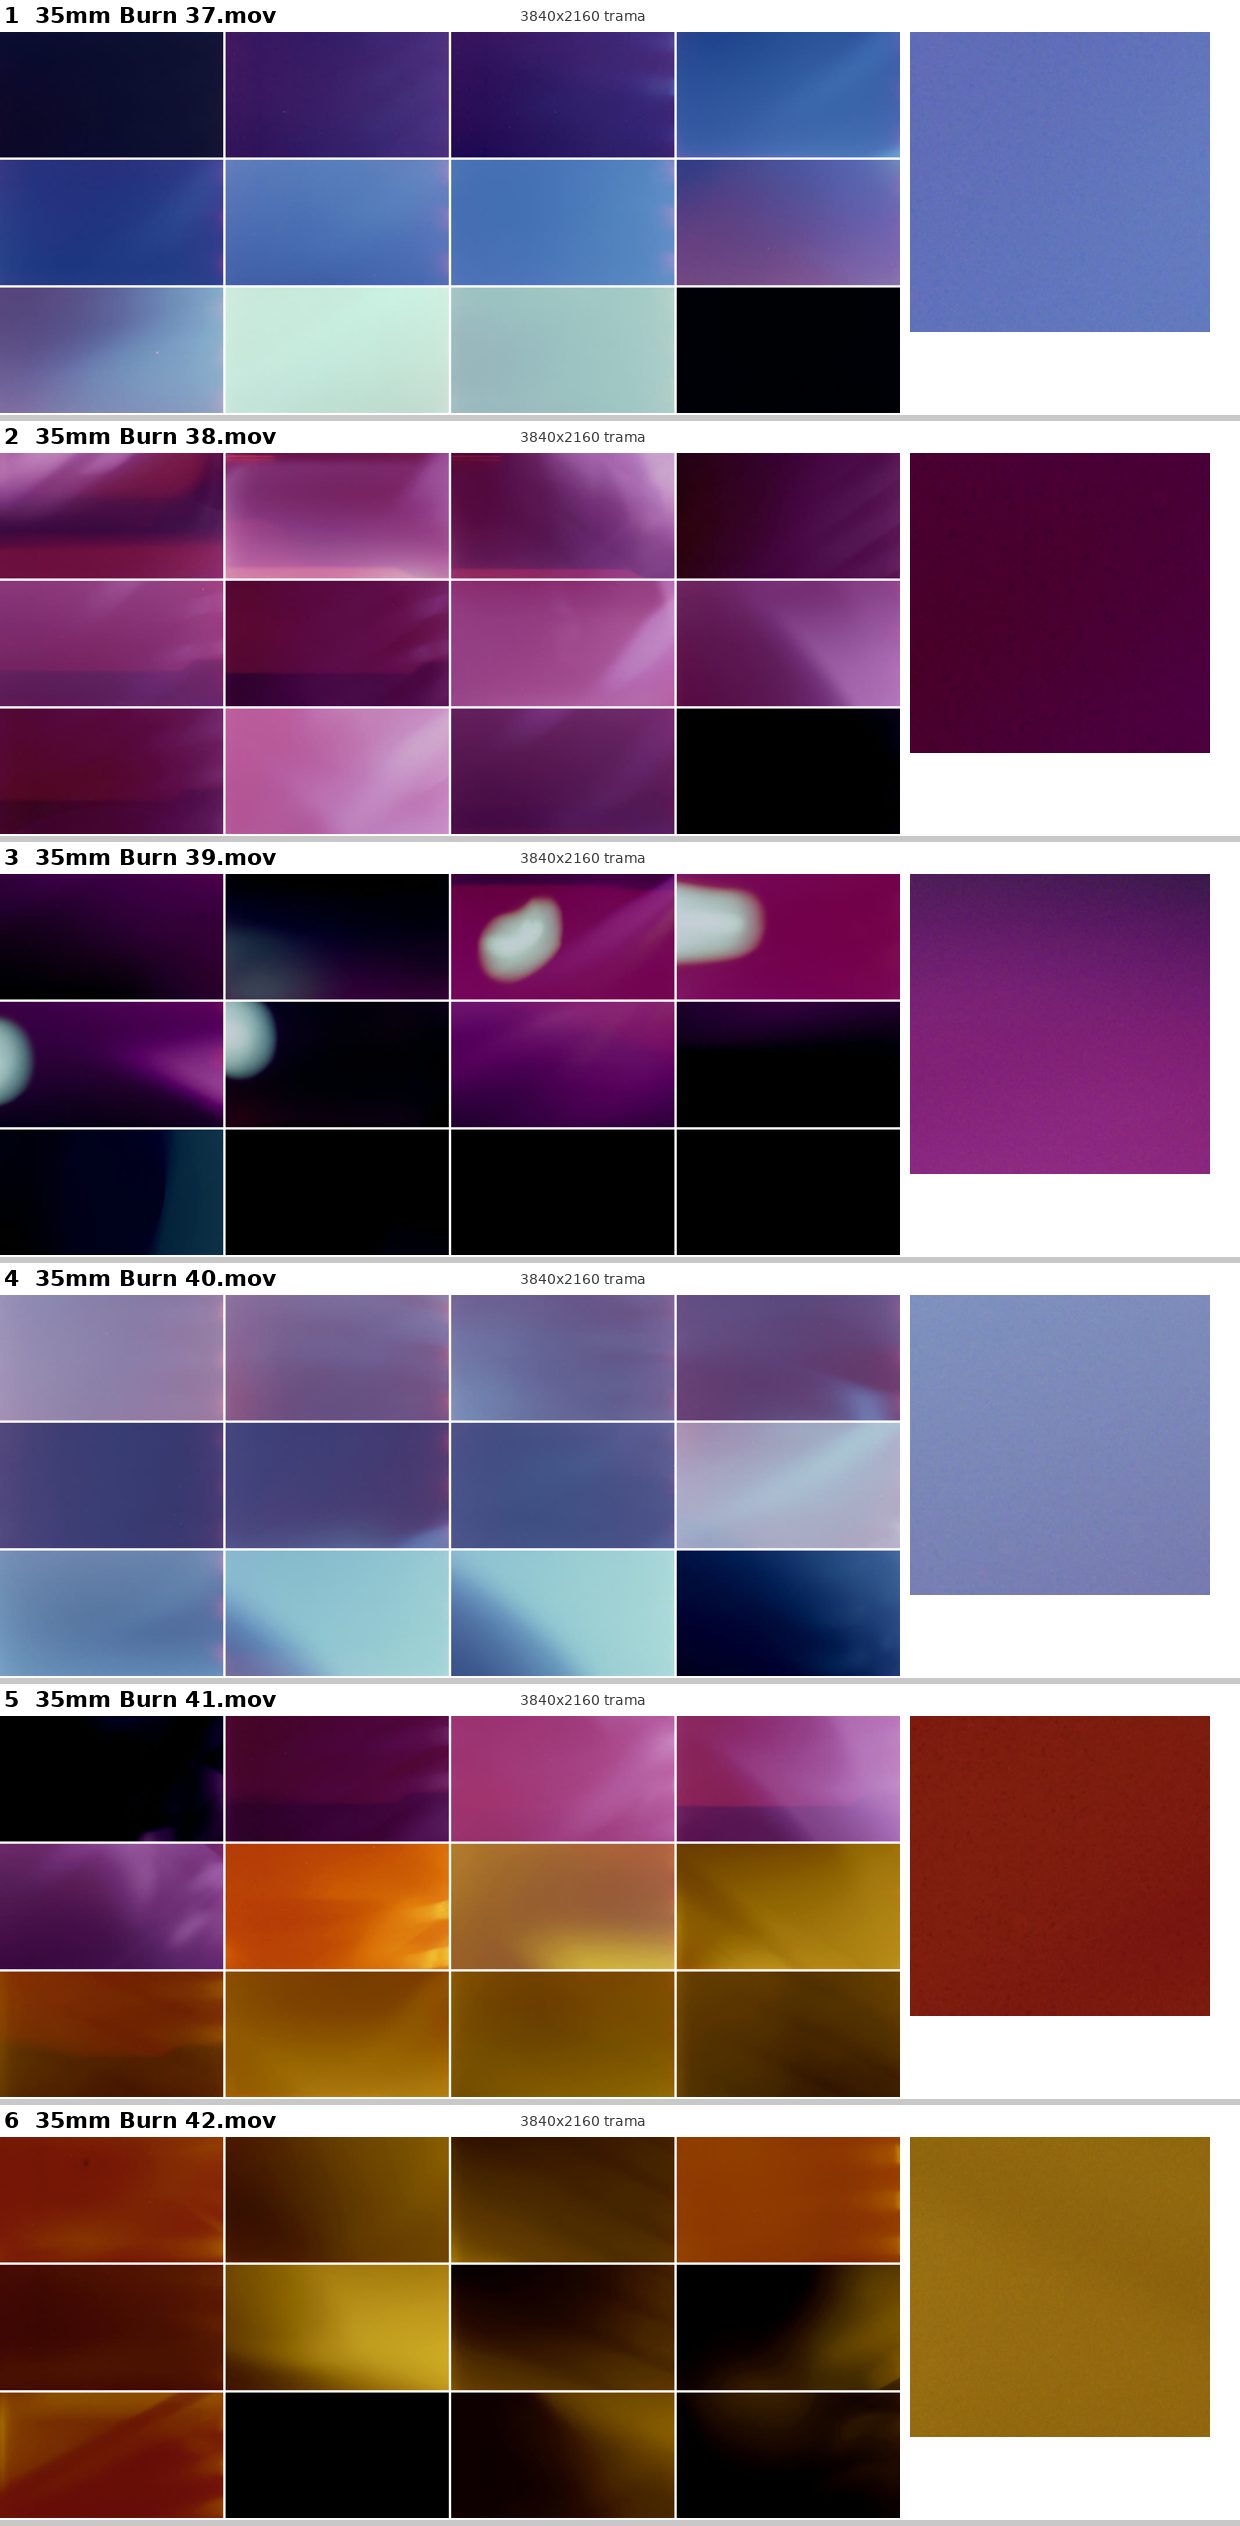 1 35mm Burn 37.mov 3840x2160 trama
2 35mm Burn 38.mov 3840x2160 trama
3 35mm Burn 39.mov 3840x2160 trama
4 35mm Burn 40.mov 3840x2160 trama
5 35mm Burn 41.mov 3840x2160 trama
6 35mm Burn 42.mov 3840x2160 trama